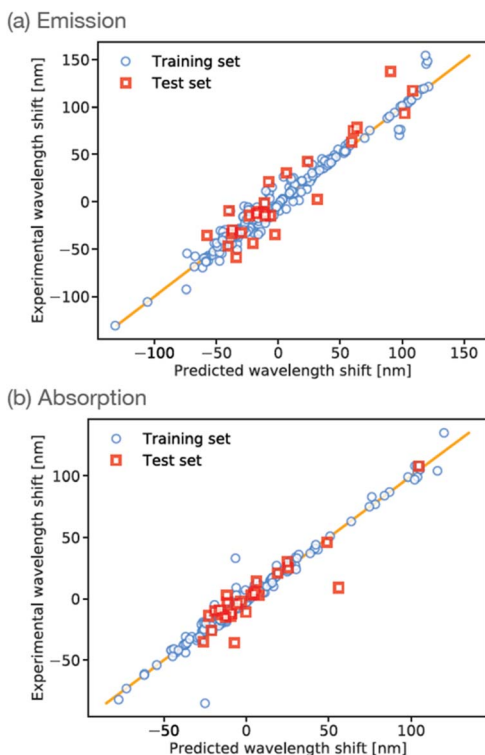 (a) Emission
150
100
50
0
−50
−100
Experimental wavelength shift [nm]
Training set
Test set
−100 −50 0 50 100 150
Predicted wavelength shift [nm]
(b) Absorption
100
50
0
−50
Experimental wavelength shift [nm]
Training set
Test set
−50 0 50 100
Predicted wavelength shift [nm]